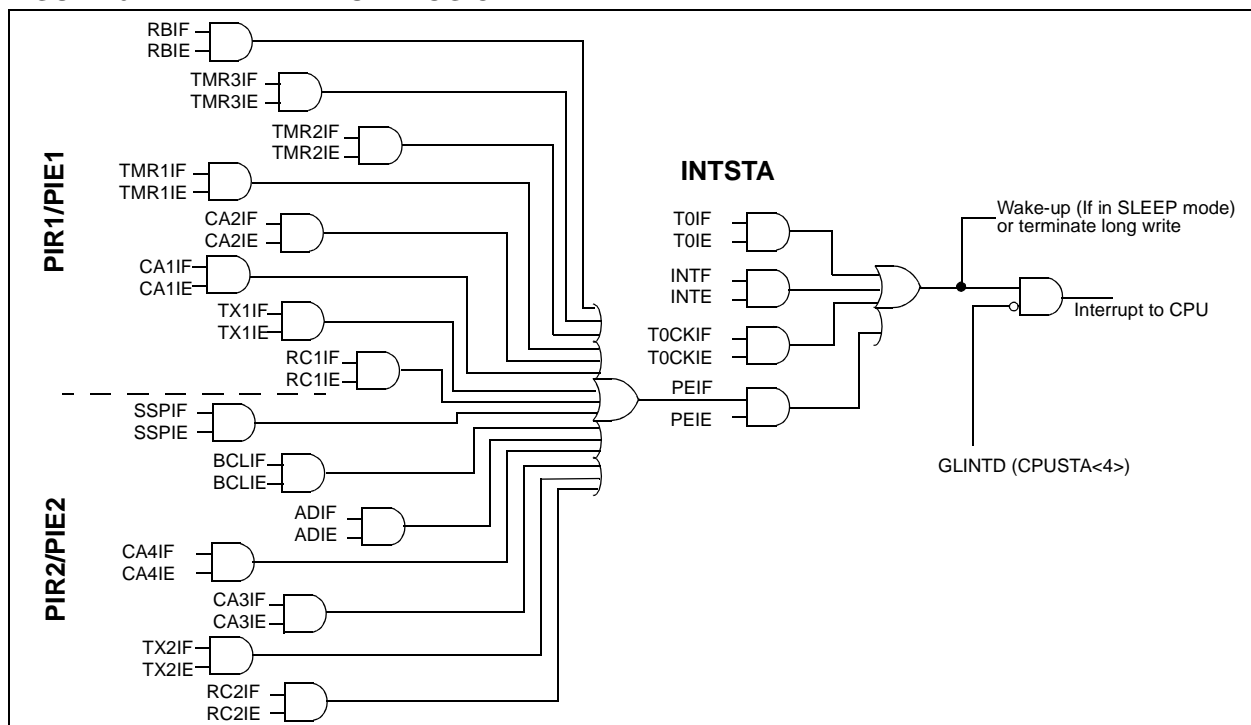 RBIF
RBIE
TMR3IF
TMR3IE
TMR2IF
TMR2IE
TMR1IF
TMR1IE
CA2IF
CA2IE
CA1IF
CA1IE
TX1IF
TX1IE
RC1IF
RC1IE
PIR1/PIE1
SSPIF
SSPIE
BCLIF
BCLIE
ADIF
ADIE
CA4IF
CA4IE
CA3IF
CA3IE
TX2IF
TX2IE
RC2IF
RC2IE
PIR2/PIE2
INTSTA
T0IF
T0IE
INTF
INTE
T0CKIF
T0CKIE
PEIF
PEIE
Wake-up (If in SLEEP mode)
or terminate long write
Interrupt to CPU
GLINTD (CPUSTA<4>)